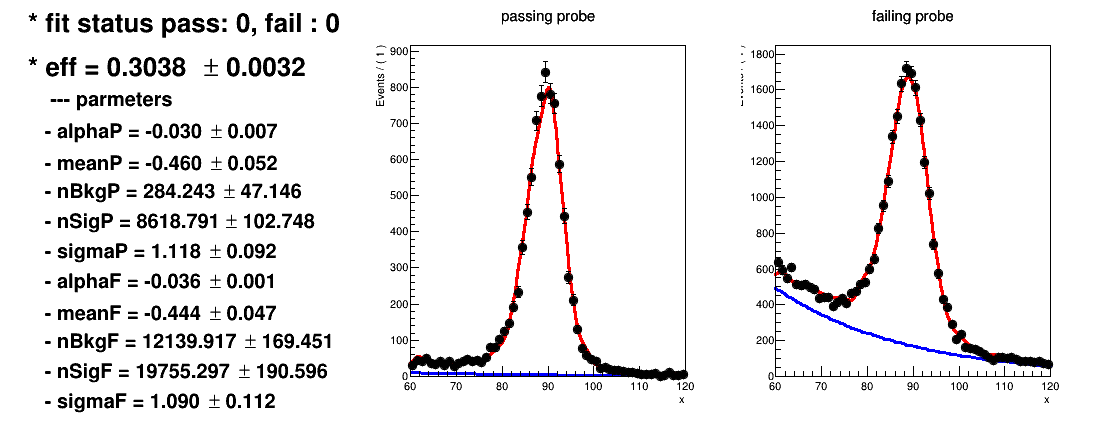 * fit status pass: 0, fail : 0
* eff = 0.3038 ± 0.0032
--- parmeters
- alphaP = -0.030 ± 0.007
- meanP = -0.460 ± 0.052
- nBkgP = 284.243 ± 47.146
- nSigP = 8618.791 ± 102.748
- sigmaP = 1.118 ± 0.092
- alphaF = -0.036 ± 0.001
- meanF = -0.444 ± 0.047
- nBkgF = 12139.917 ± 169.451
- nSigF = 19755.297 ± 190.596
- sigmaF = 1.090 ± 0.112
passing probe
Events / ( 1 )
900
800
700
600
500
400
300
200
100
0
60 70 80 90 100 110 120
x
failing probe
Events / ( 1 )
1800
1600
1400
1200
1000
800
600
400
200
0
60 70 80 90 100 110 120
x